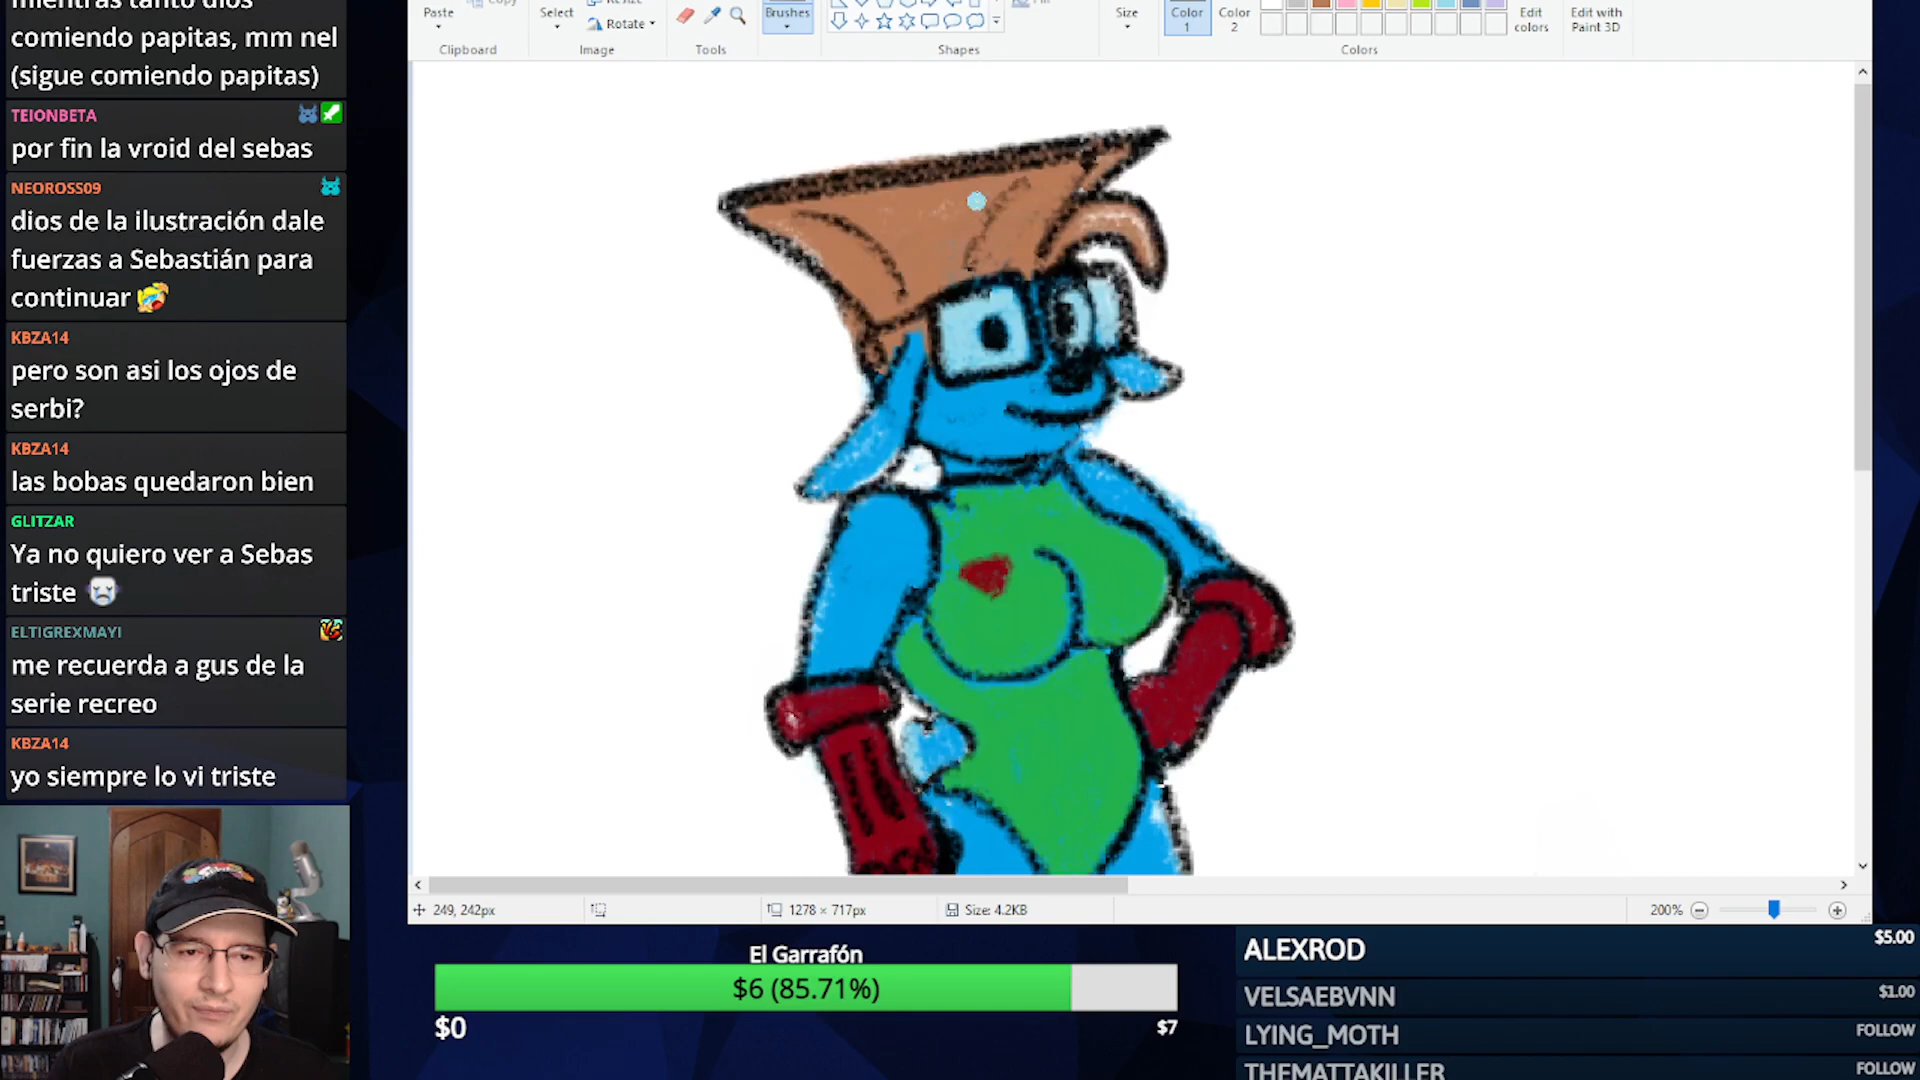 mientras tanto dios
comiendo papitas, mm nel
(sigue comiendo papitas)
TEIONBETA
por fin la vroid del sebas
NEOROSS09
dios de la ilustración dale
fuerzas a Sebastián para
continuar
KBZA14
pero son asi los ojos de
serbi?
KBZA14
las bobas quedaron bien
GLITZAR
Ya no quiero ver a Sebas
triste
ELTIGREXMAYI
me recuerda a gus de la
serie recreo
KBZA14
yo siempre lo vi triste
Paste
Copy
Clipboard
Select
Rotate
Image
Tools
Brushes
Shapes
Size
Color
1
Color
2
Edit
colors
Edit with
Paint 3D
Colors
249, 242px
1278 × 717px
Size: 4.2KB
200%
El Garrafón
$6 (85.71%)
$0
$7
ALEXROD
$5.00
VELSAEBVNN
$1.00
LYING_MOTH
FOLLOW
THEMATTAKILLER
FOLLOW